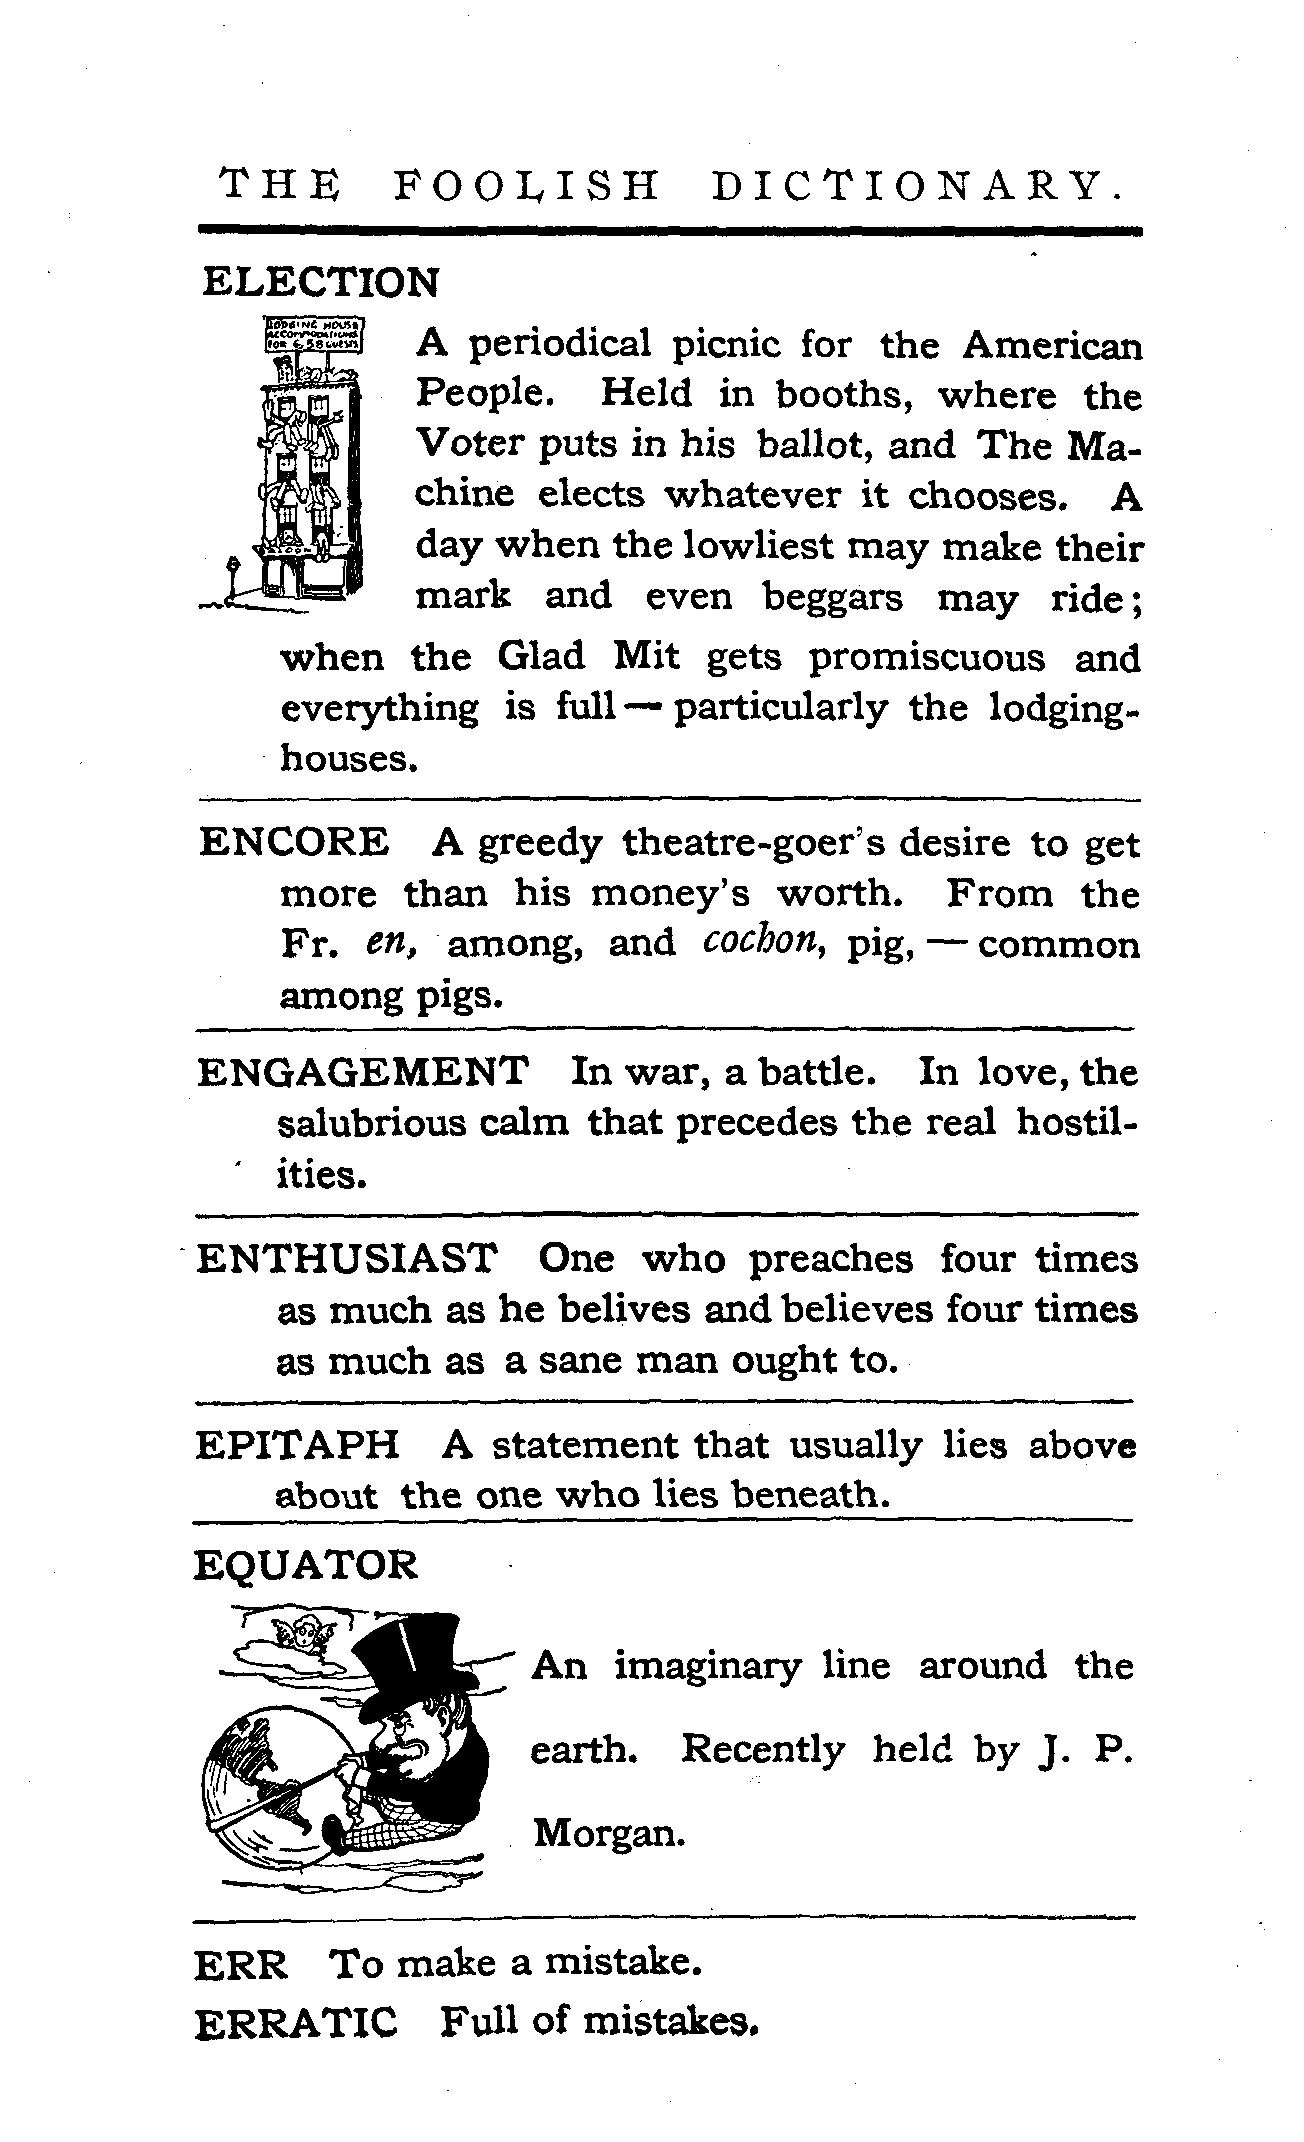 THE FOOLISH DICTIONARY.
ELECTION
LODGING HOUSE
ACCOMMODATIONS
FOR 6,58 GUESTS
A periodical picnic for the American
People. Held in booths, where the
Voter puts in his ballot, and The Ma-
chine elects whatever it chooses. A
day when the lowliest may make their
mark and even beggars may ride;
when the Glad Mit gets promiscuous and
everything is full — particularly the lodging-
houses.
ENCORE A greedy theatre-goer's desire to get
more than his money's worth. From the
Fr. en, among, and cochon, pig, — common
among pigs.
ENGAGEMENT In war, a battle. In love, the
salubrious calm that precedes the real hostil-
ities.
ENTHUSIAST One who preaches four times
as much as he belives and believes four times
as much as a sane man ought to.
EPITAPH A statement that usually lies above
about the one who lies beneath.
EQUATOR
An imaginary line around the
earth. Recently held by J. P.
Morgan.
ERR To make a mistake.
ERRATIC Full of mistakes.